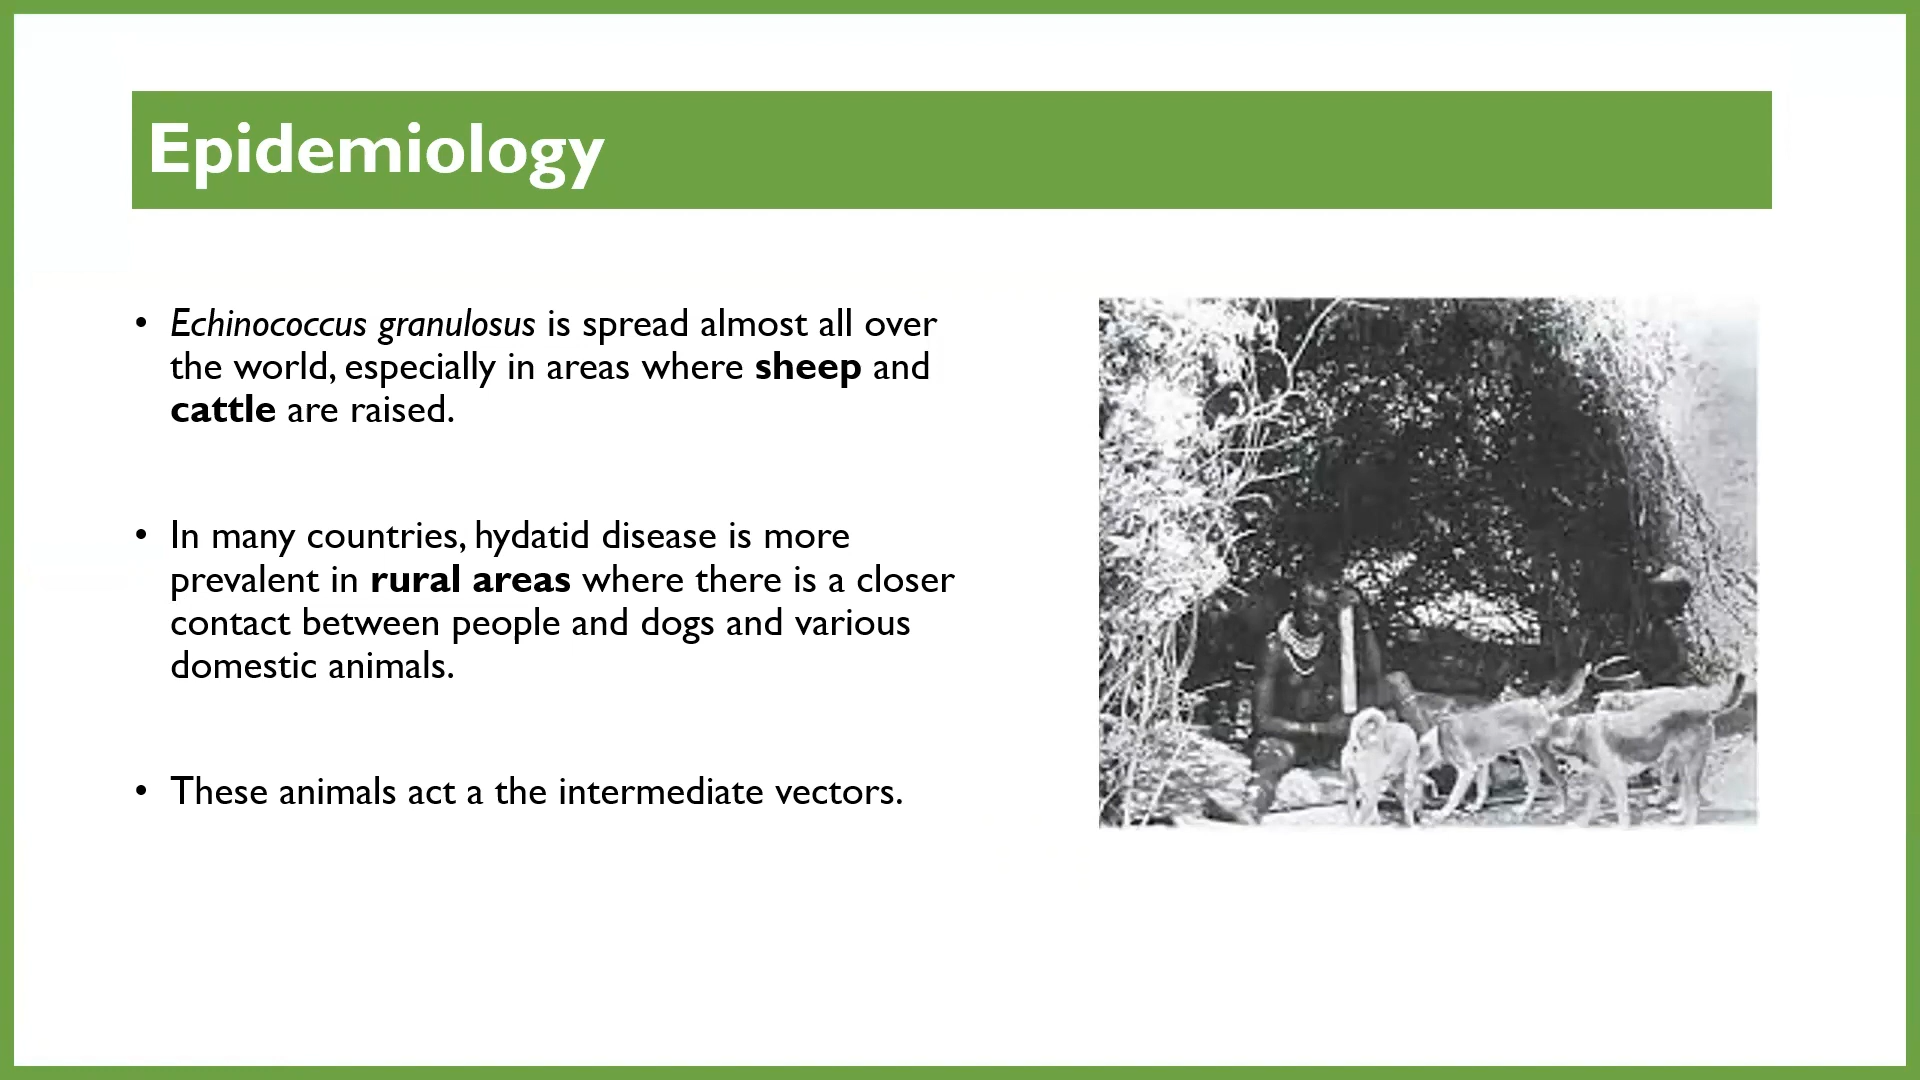 Epidemiology
• Echinococcus granulosus is spread almost all over
the world, especially in areas where sheep and
cattle are raised.
• In many countries, hydatid disease is more
prevalent in rural areas where there is a closer
contact between people and dogs and various
domestic animals.
• These animals act a the intermediate vectors.